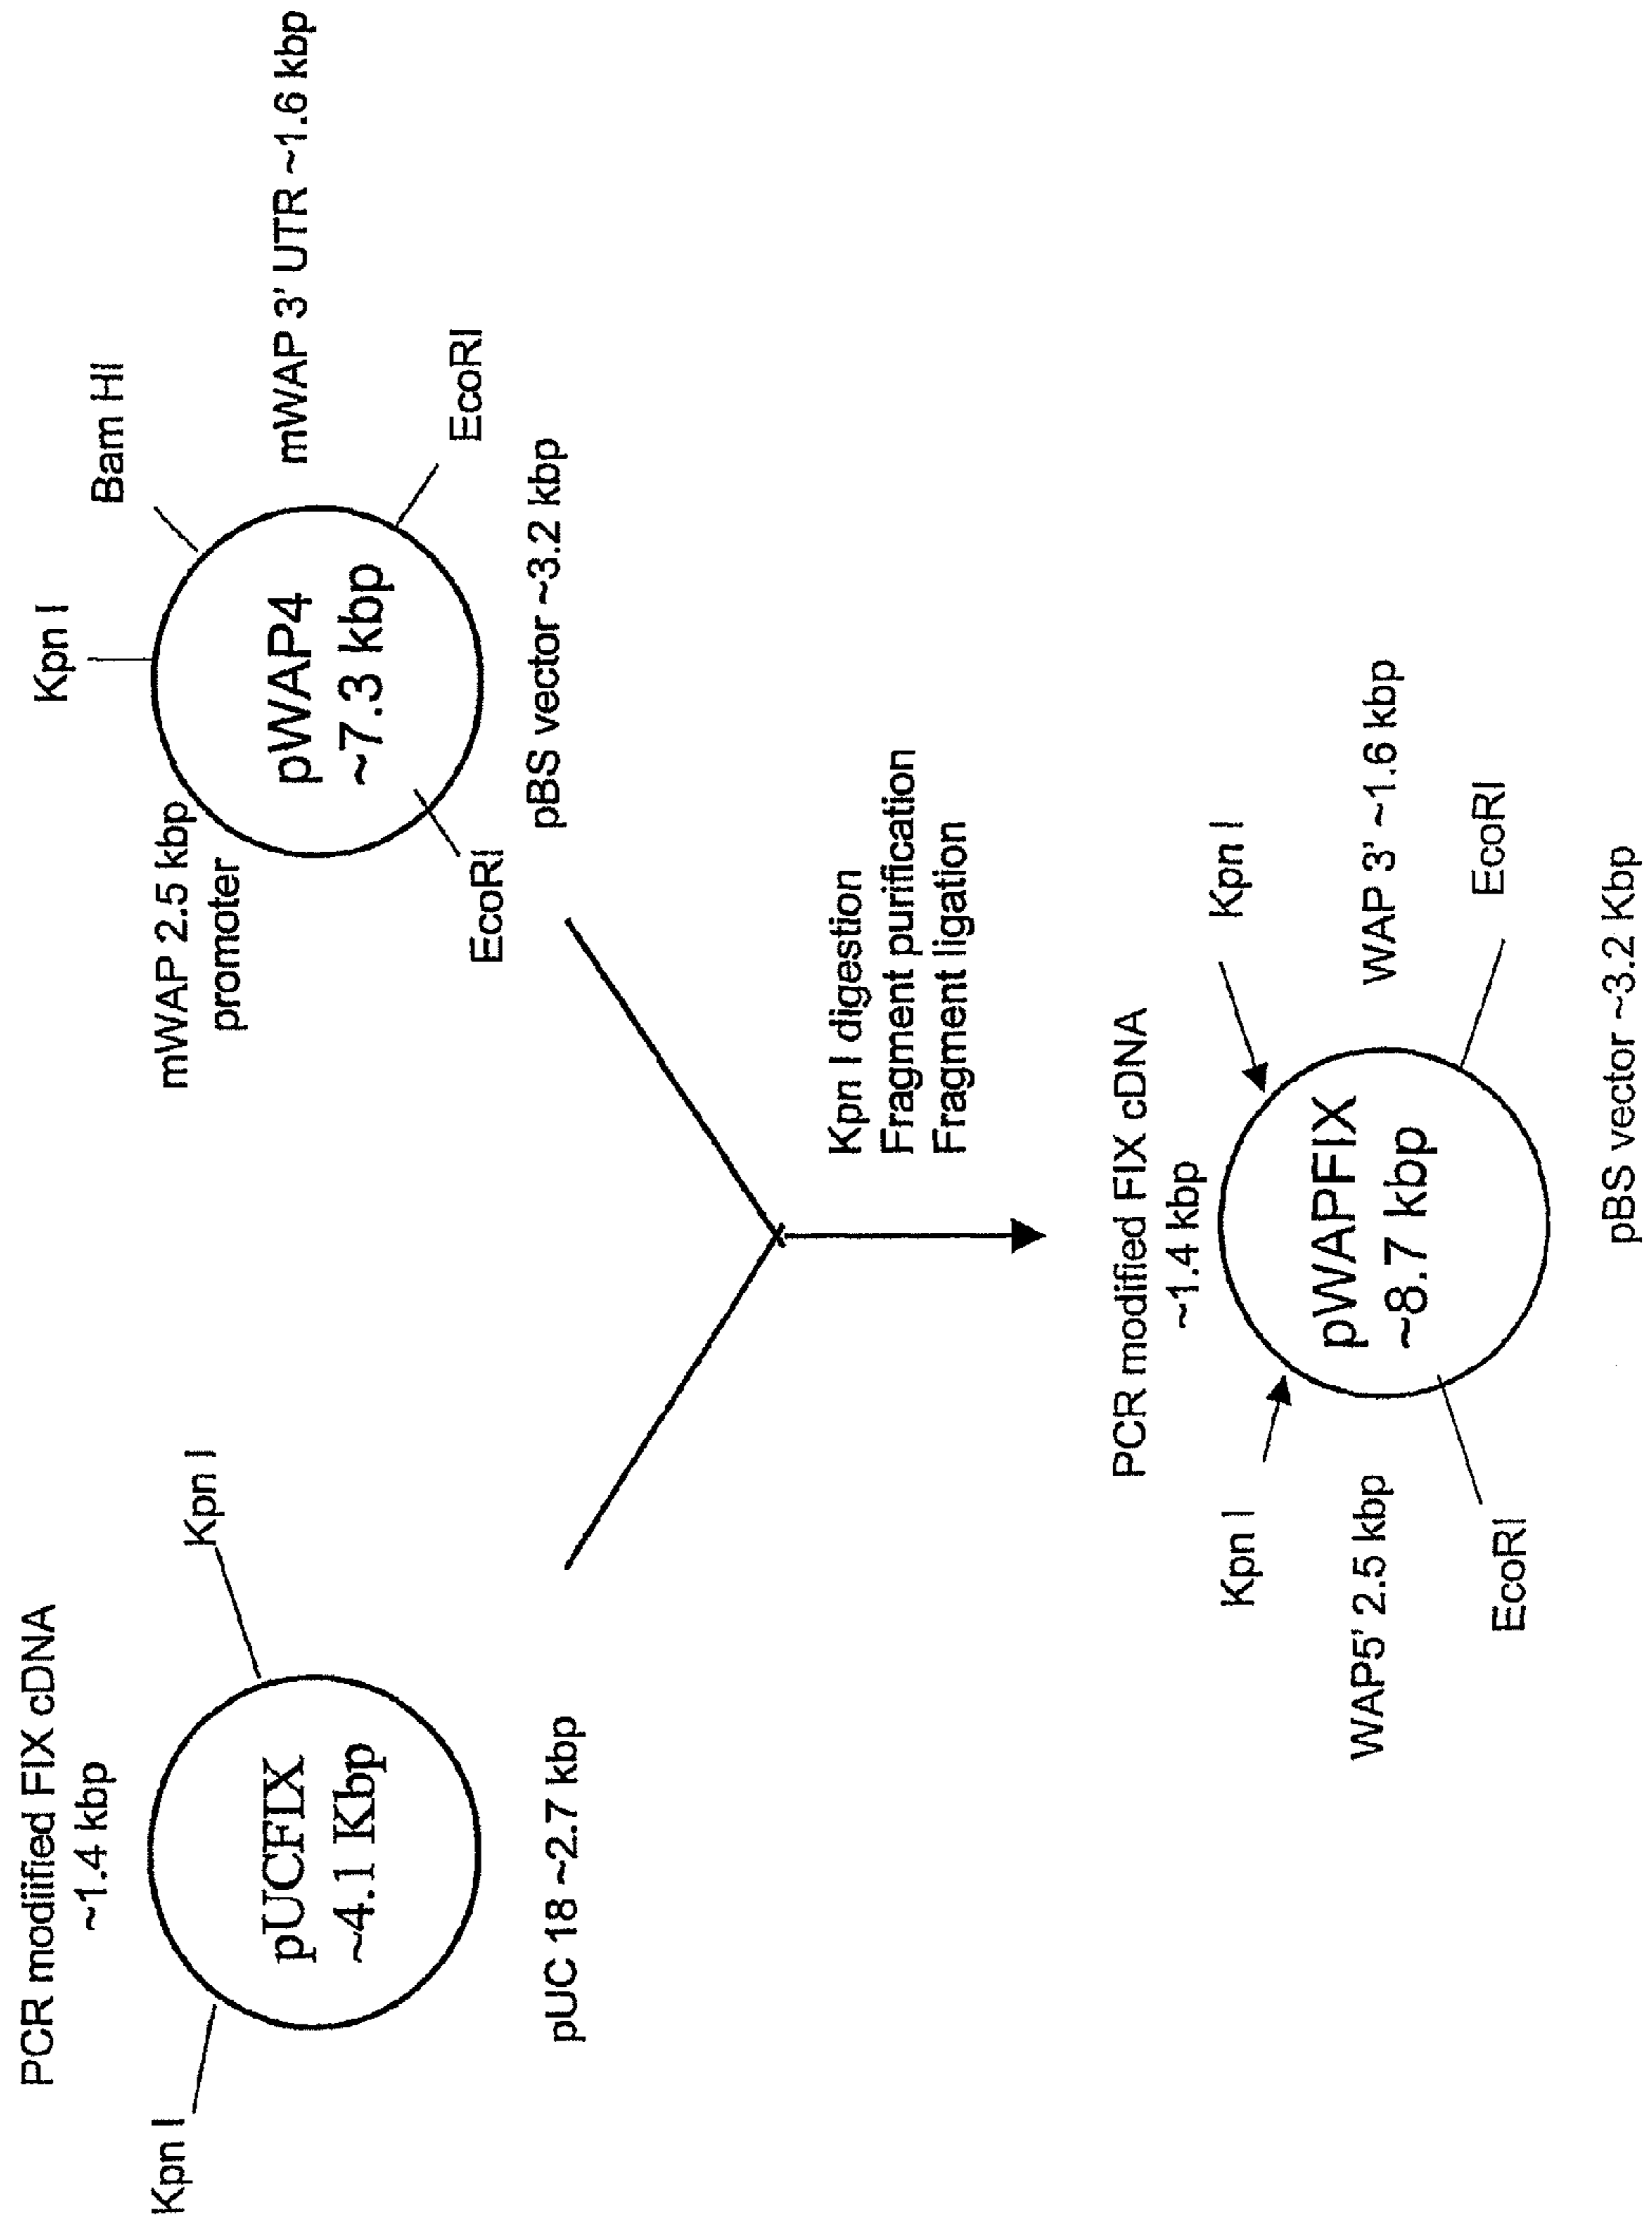 PCR modiified FIX cDNA
~1.4 kbp
Kpn I
Kpn I
pUCFIX
~4.1 Kbp
pUC 18 ~2.7 kbp
Kpn I
Bam HI
mWAP 2.5 kbp
promoter
mWAP 3' UTR ~1.6 kbp
pWAP4
~7.3 kbp
EcoRI
EcoRI
pBS vector ~3.2 kbp
Kpn I digestion
Fragment purification
Fragment ligation
PCR modified FIX cDNA
~1.4 kbp
Kpn I
Kpn I
WAP5' 2.5 kbp
WAP 3' ~1.6 kbp
pWAPFIX
~8.7 kbp
EcoRI
EcoRI
pBS vector ~3.2 Kbp